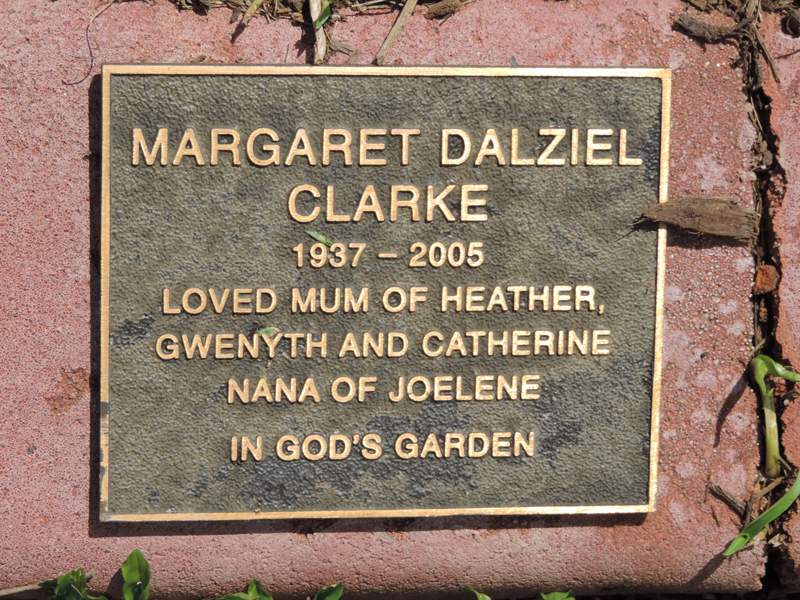 MARGARET DALZIEL
CLARKE
1937 – 2005
LOVED MUM OF HEATHER,
GWENYTH AND CATHERINE
NANA OF JOELENE
IN GOD'S GARDEN